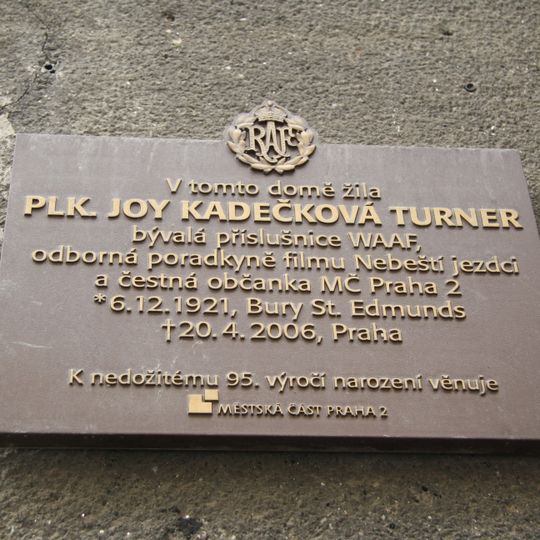 RAFC
V tomto domě žila
PLK. JOY KADEČKOVÁ TURNER
bývalá příslušnice WAAF,
odborná poradkyně filmu Nebeští jezdci
a čestná občanka MČ Praha 2
*6.12.1921, Bury St. Edmunds
†20.4.2006, Praha
K nedožitému 95. výročí narození věnuje
MĚSTSKÁ ČÁST PRAHA 2